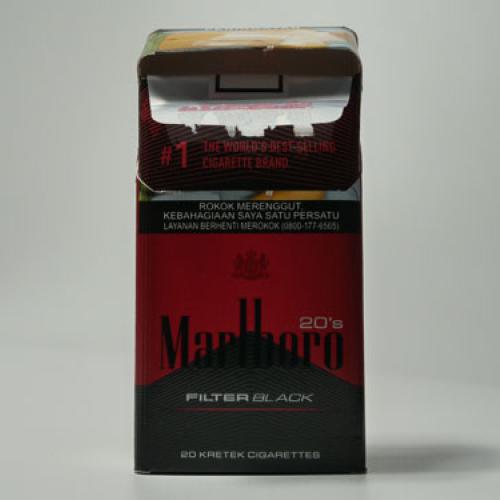 #1 THE WORLD'S BEST-SELLING
CIGARETTE BRAND
ROKOK MERENGGUT,
KEBAHAGIAAN SAYA SATU PERSATU
LAYANAN BERHENTI MEROKOK (0800-177-6565)
20's
Marlboro
FILTER BLACK
20 KRETEK CIGARETTES